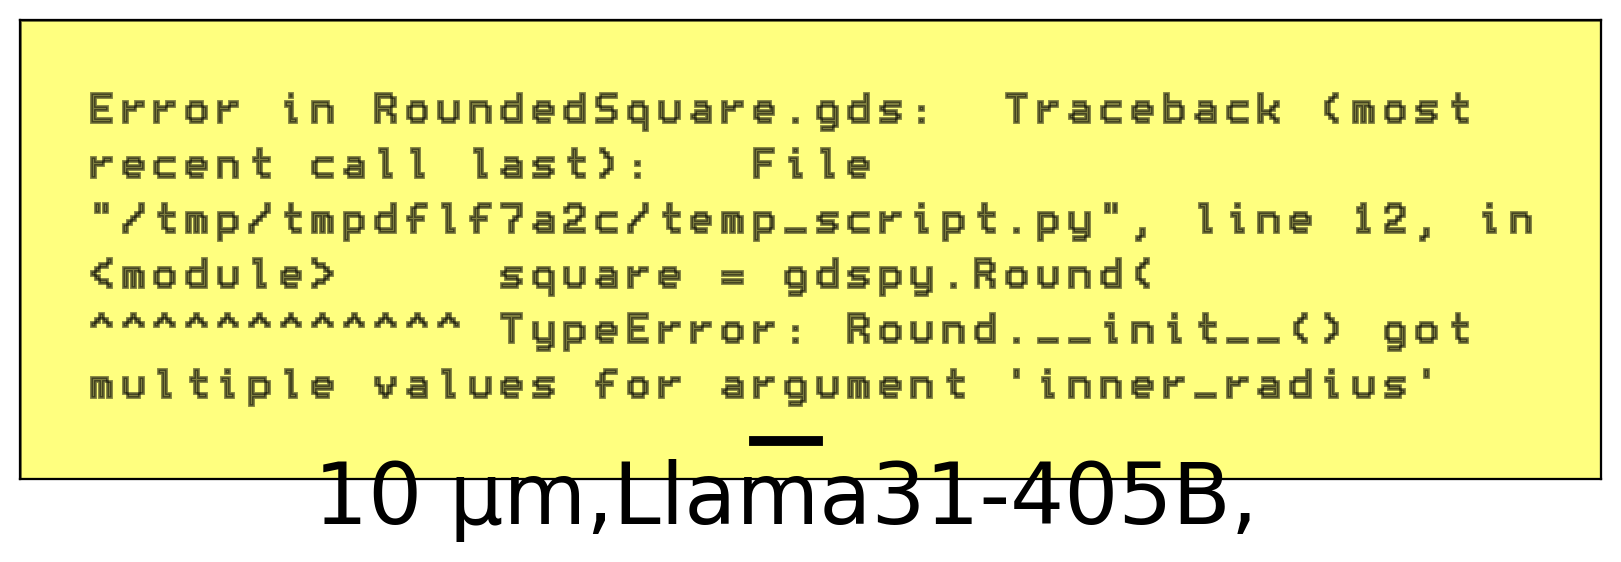 Error in RoundedSquare.gds:  Traceback (most
recent call last):   File
"/tmp/tmpdflf7a2c/temp_script.py", line 12, in
<module>     square = gdspy.Round(
^^^^^^^^^^^^ TypeError: Round.__init__() got
multiple values for argument 'inner_radius'
10 µm,Llama31-405B,